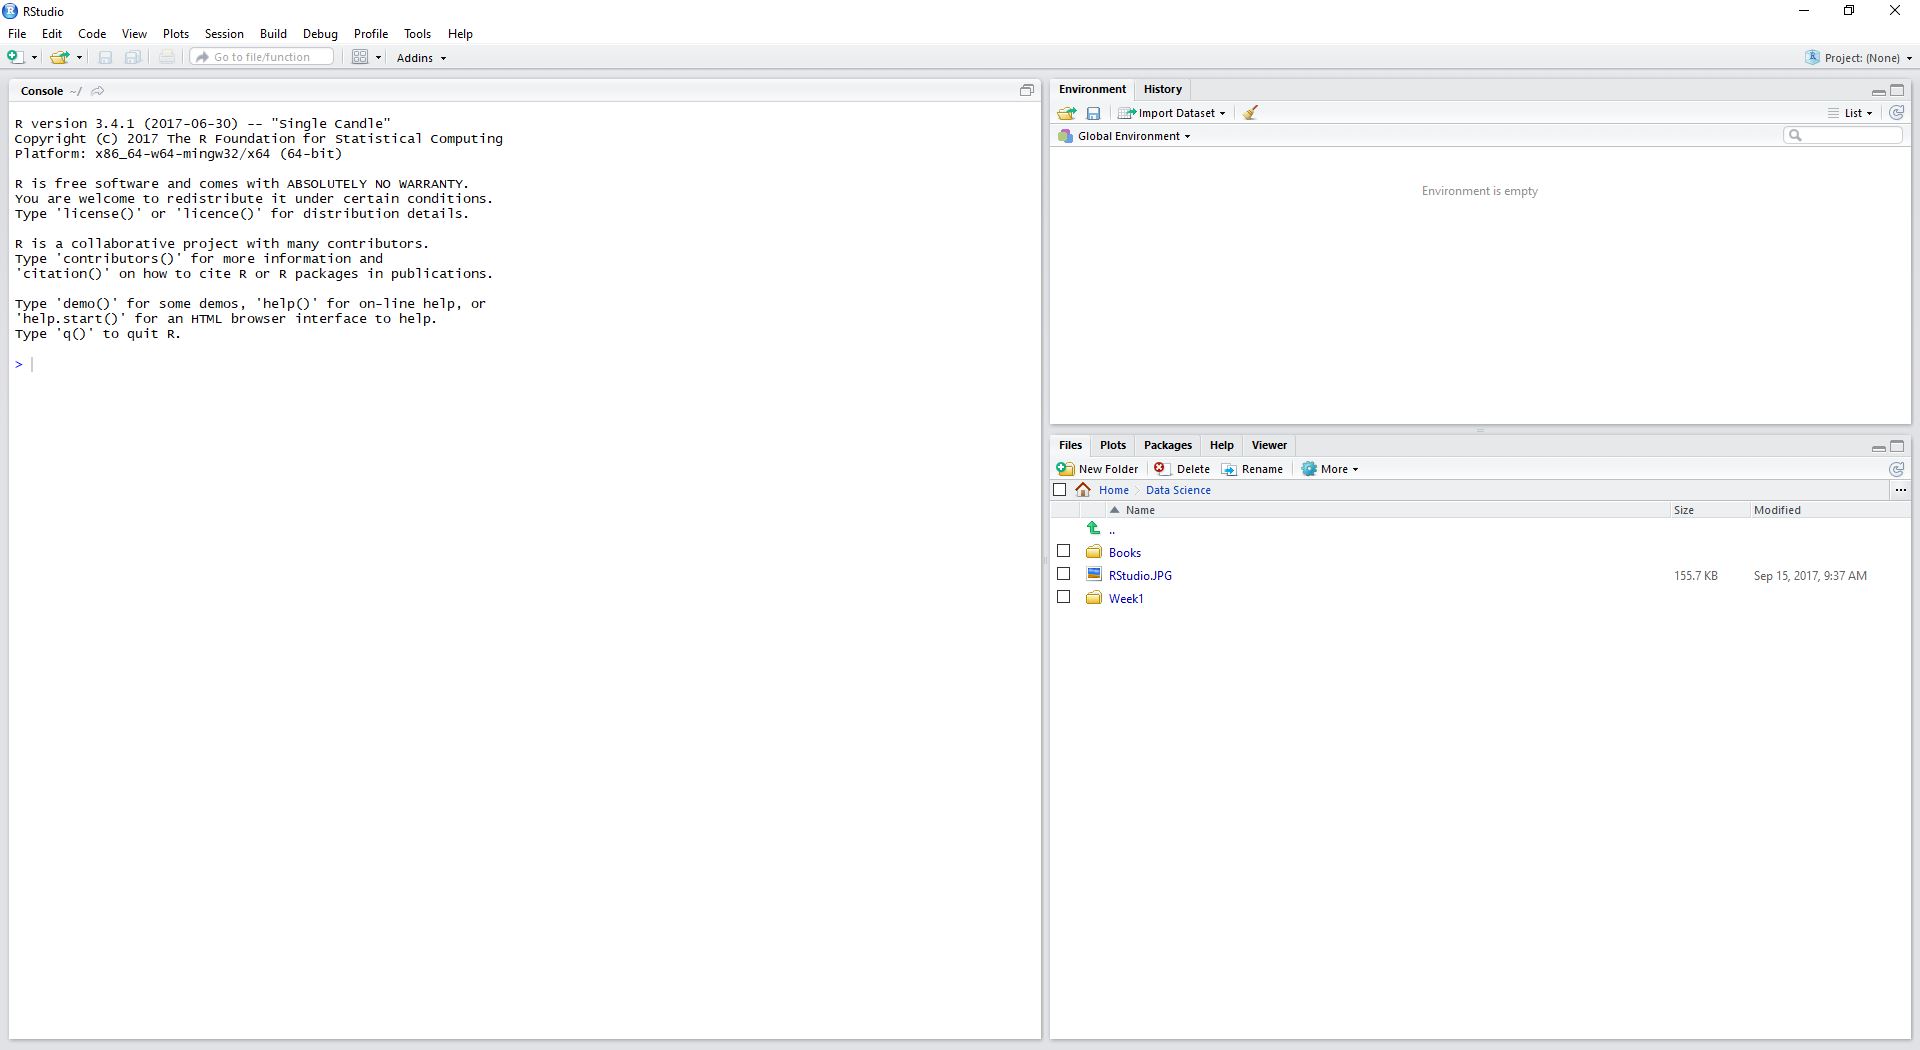 RStudio
File Edit Code View Plots Session Build Debug Profile Tools Help
Go to file/function Addins Project: (None)
Console ~/
R version 3.4.1 (2017-06-30) -- "Single Candle"
Copyright (C) 2017 The R Foundation for Statistical Computing
Platform: x86_64-w64-mingw32/x64 (64-bit)
R is free software and comes with ABSOLUTELY NO WARRANTY.
You are welcome to redistribute it under certain conditions.
Type 'license()' or 'licence()' for distribution details.
R is a collaborative project with many contributors.
Type 'contributors()' for more information and
'citation()' on how to cite R or R packages in publications.
Type 'demo()' for some demos, 'help()' for on-line help, or
'help.start()' for an HTML browser interface to help.
Type 'q()' to quit R.
>
Environment History
Import Dataset List
Global Environment
Environment is empty
Files Plots Packages Help Viewer
New Folder Delete Rename More
Home Data Science ...
Name Size Modified
..
Books
RStudio.JPG 155.7 KB Sep 15, 2017, 9:37 AM
Week1